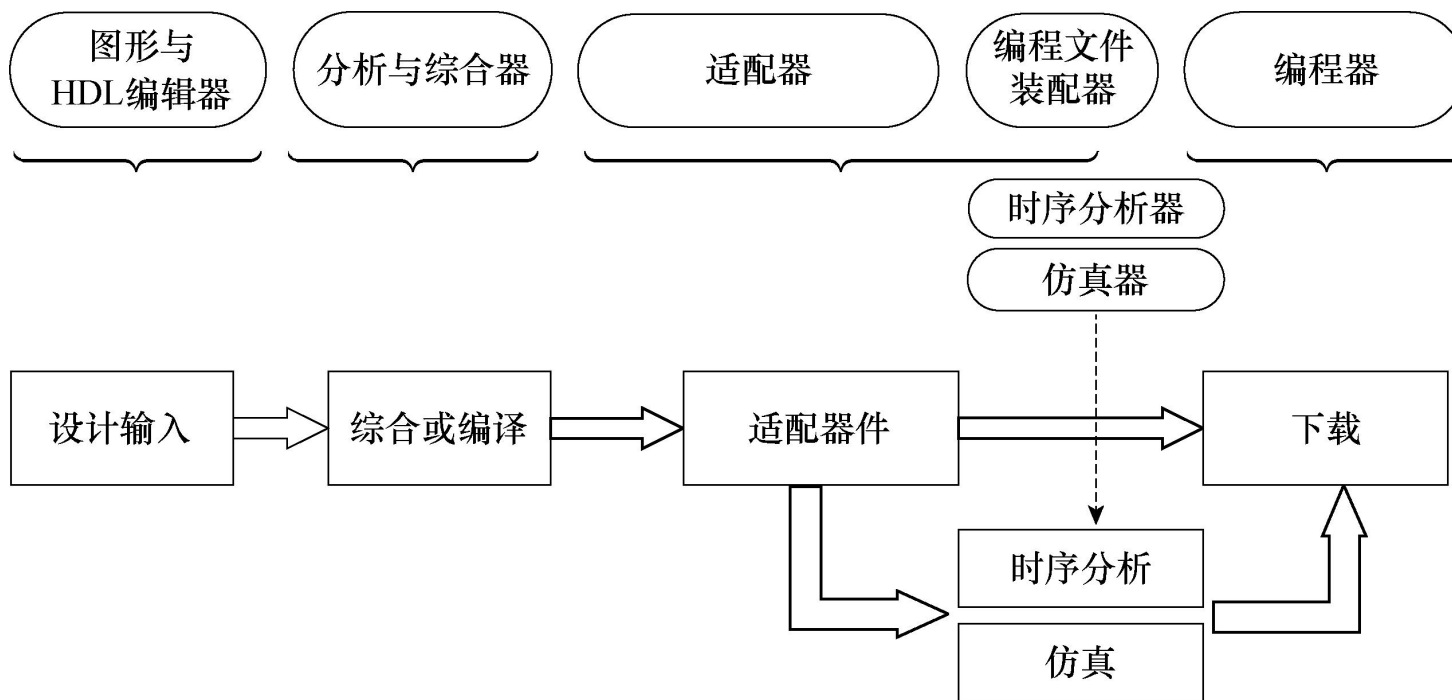 图形与
HDL编辑器
分析与综合器
适配器
编程文件
装配器
编程器
时序分析器
仿真器
设计输入
综合或编译
适配器件
下载
时序分析
仿真